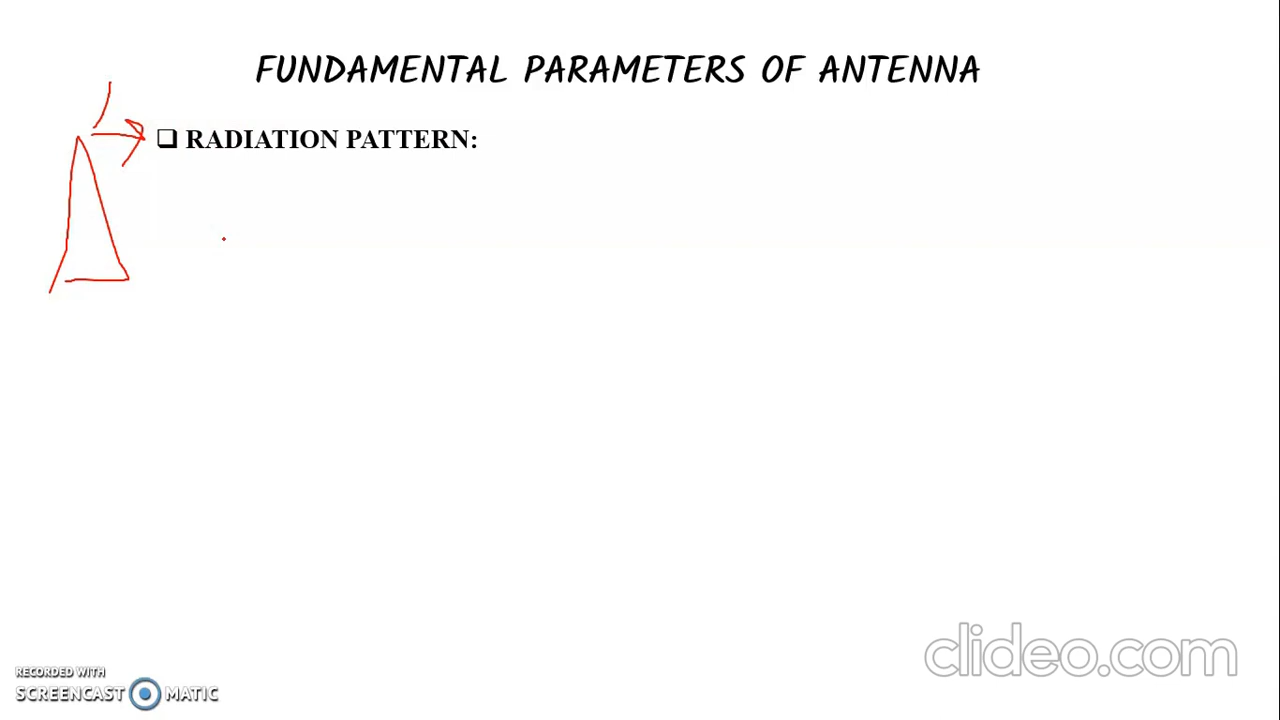 FUNDAMENTAL PARAMETERS OF ANTENNA
❑ RADIATION PATTERN:
clideo.com
RECORDED WITH
SCREENCAST MATIC